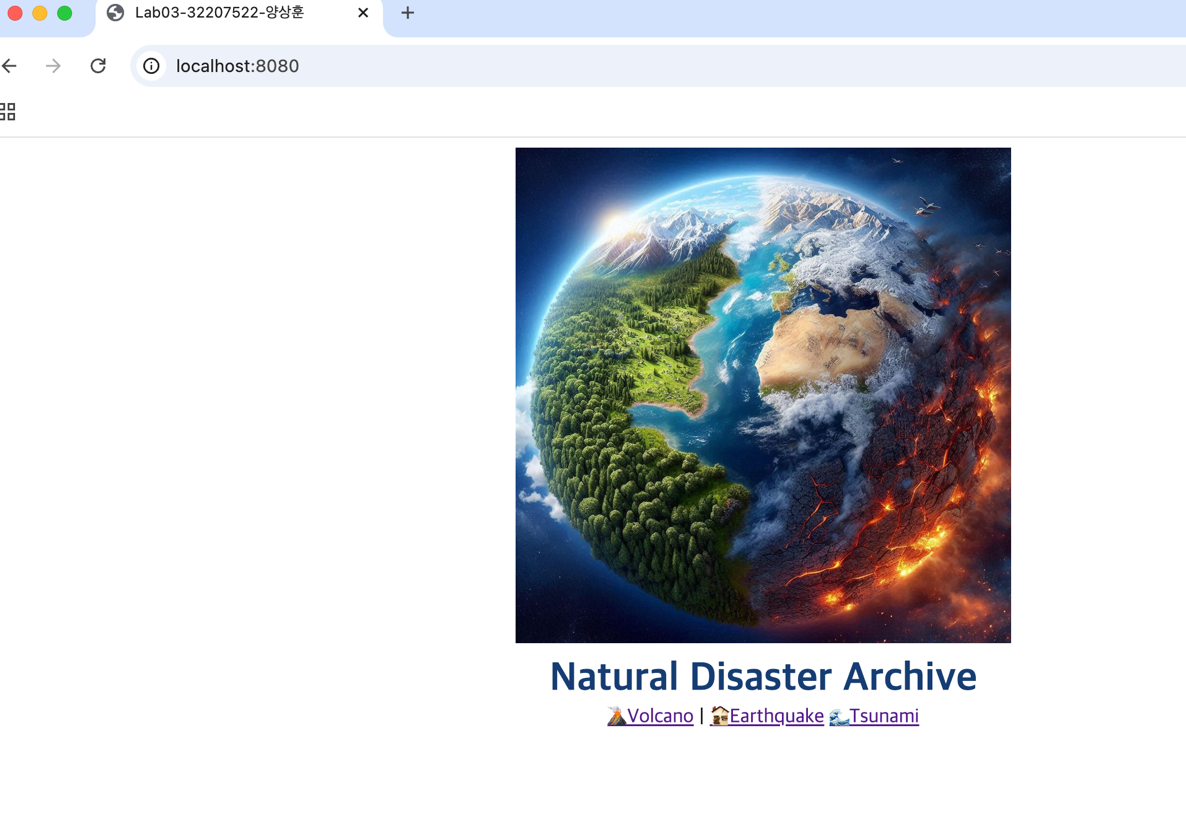 Lab03-32207522-양상훈
localhost:8080
Natural Disaster Archive
🌋Volcano | 🏚Earthquake 🌊Tsunami